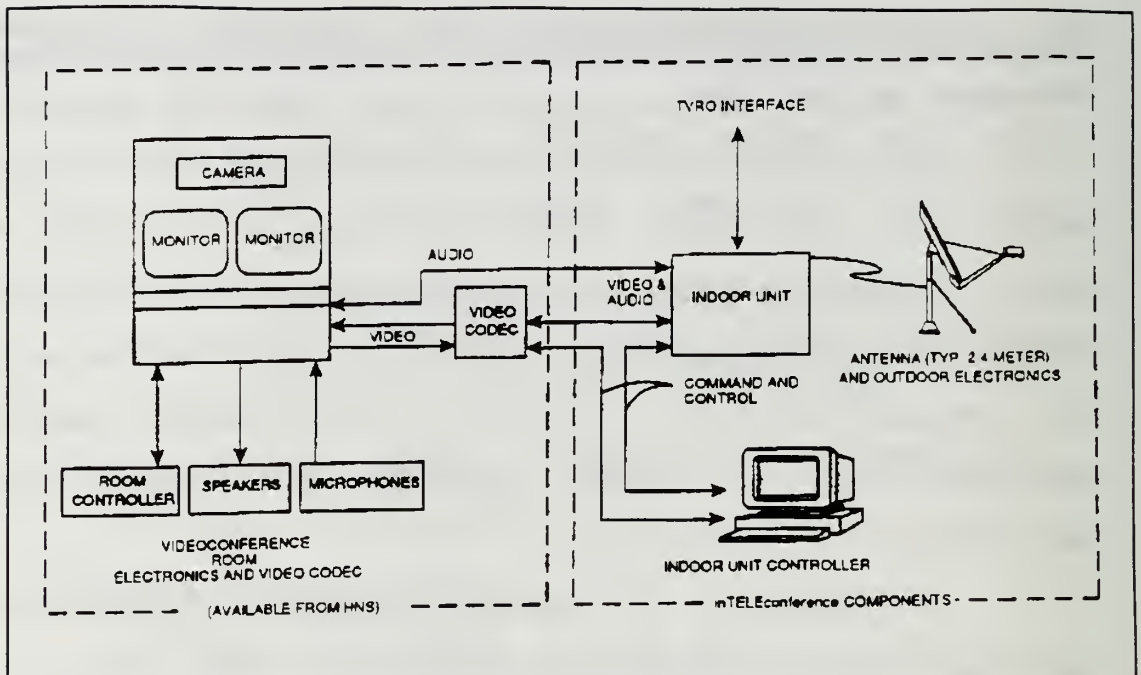 CAMERA
MONITOR
MONITOR
AUDIO
VIDEO
VIDEO
CODEC
ROOM
CONTROLLER
SPEAKERS
MICROPHONES
VIDEOCONFERENCE
ROOM
ELECTRONICS AND VIDEO CODEC
(AVAILABLE FROM HNS)
TYRO INTERFACE
VIDEO &
AUDIO
INDOOR UNIT
ANTENNA (TYP. 2.4 METER)
AND OUTDOOR ELECTRONICS
COMMAND AND
CONTROL
INDOOR UNIT CONTROLLER
inTELEconference COMPONENTS